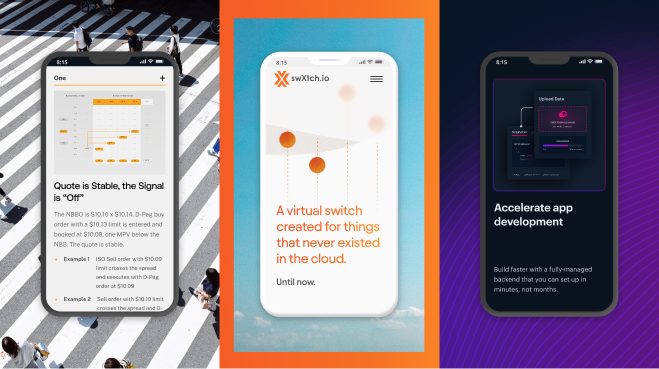 8:15
One
+
Quote is Stable, the Signal
is “Off”
The NBBO is $10.10 x $10.14. D-Peg buy
order with a $10.13 limit is entered and
booked at $10.09, one MPV below the
NBB. The quote is stable.
Example 1 ISO Sell order with $10.09
limit crosses the spread
and executes with D-Peg
order at $10.09
Example 2 Sell order with $10.10 limit
crosses the spread and D-
8:15
swXtch.io
A virtual switch
created for things
that never existed
in the cloud.
Until now.
8:15
Upload Data
Accelerate app
development
Build faster with a fully-managed
backend that you can set up in
minutes, not months.